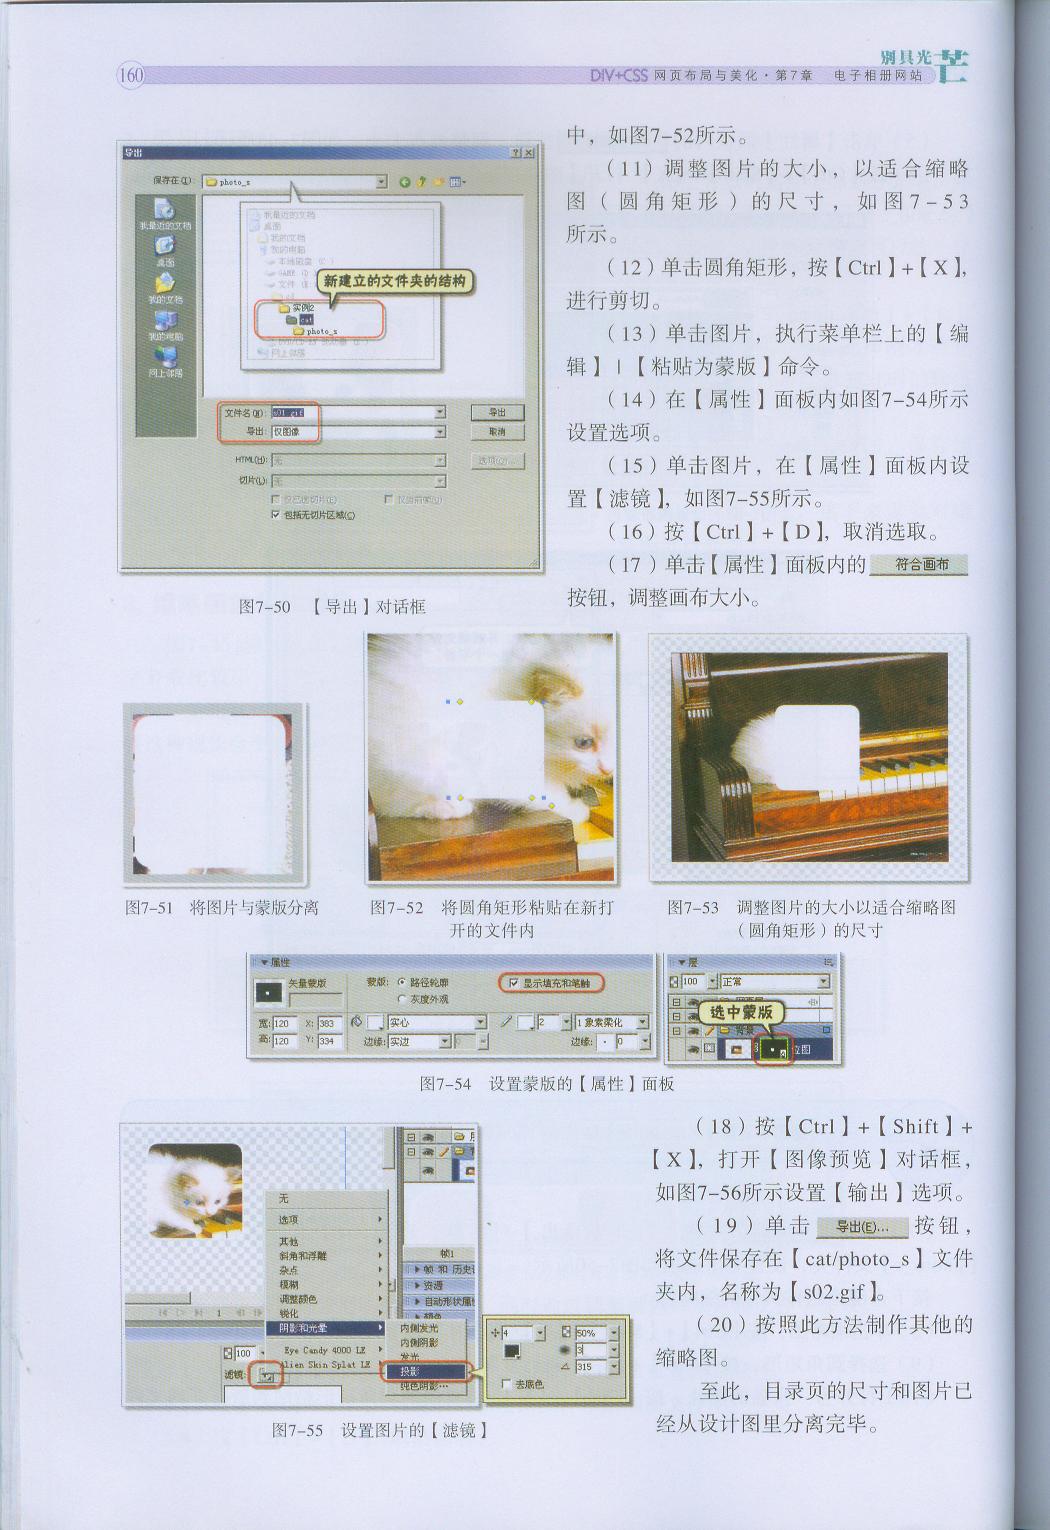 160
DIV+CSS 网页布局与美化·第7章 电子相册网站
别具光芒
导出
保存在(I):
photo_s
我最近的文档
桌面
我的文档
我的电脑
网上邻居
我最近的文档
桌面
我的文档
我的电脑
新建立的文件夹的结构
实例2
cat
photo_s
网上邻居
文件名(N):
s01.gif
导出
导出:
仅图像
取消
HTML(H):
无
选项(O)...
切片(L):
无
包括无切片区域(C)
图7-50 【导出】对话框
中，如图7-52所示。
（11）调整图片的大小，以适合缩略
图（圆角矩形）的尺寸，如图7-53
所示。
（12）单击圆角矩形，按【Ctrl】+【X】，
进行剪切。
（13）单击图片，执行菜单栏上的【编
辑】|【粘贴为蒙版】命令。
（14）在【属性】面板内如图7-54所示
设置选项。
（15）单击图片，在【属性】面板内设
置【滤镜】，如图7-55所示。
（16）按【Ctrl】+【D】，取消选取。
（17）单击【属性】面板内的 符合画布
按钮，调整画布大小。
图7-51 将图片与蒙版分离
图7-52 将圆角矩形粘贴在新打
开的文件内
图7-53 调整图片的大小以适合缩略图
（圆角矩形）的尺寸
属性
矢量蒙版
蒙版:
路径轮廓
灰度外观
显示填充和笔触
宽: 120 X: 383
高: 120 Y: 334
实心
边缘: 实边
2
1 象素柔化
边缘: 0
层
100 正常
选中蒙版
背景
位图
图7-54 设置蒙版的【属性】面板
无
选项
其他
斜角和浮雕
杂点
模糊
调整颜色
锐化
阴影和光晕
Eye Candy 4000 LE
Alien Skin Splat LE
内侧发光
内侧阴影
发光
投影
纯色阴影...
100
滤镜:
帧1
帧 和 历史
资源
自动形状属
4
50%
3
315
去底色
图7-55 设置图片的【滤镜】
（18）按【Ctrl】+【Shift】+
【X】，打开【图像预览】对话框，
如图7-56所示设置【输出】选项。
（19）单击 导出(E)... 按钮，
将文件保存在【cat/photo_s】文件
夹内，名称为【s02.gif】。
（20）按照此方法制作其他的
缩略图。
至此，目录页的尺寸和图片已
经从设计图里分离完毕。